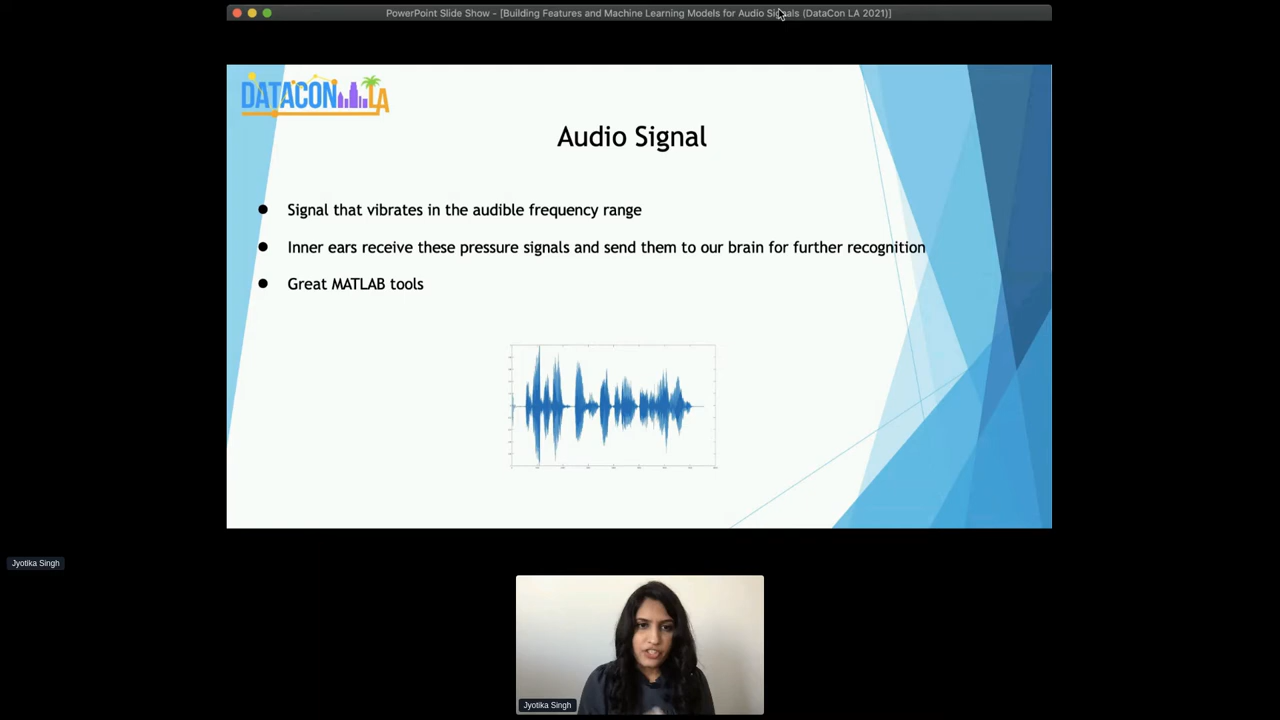 PowerPoint Slide Show - [Building Features and Machine Learning Models for Audio Signals (DataCon LA 2021)]
DATACON LA
Audio Signal
● Signal that vibrates in the audible frequency range
● Inner ears receive these pressure signals and send them to our brain for further recognition
● Great MATLAB tools
Jyotika Singh
Jyotika Singh